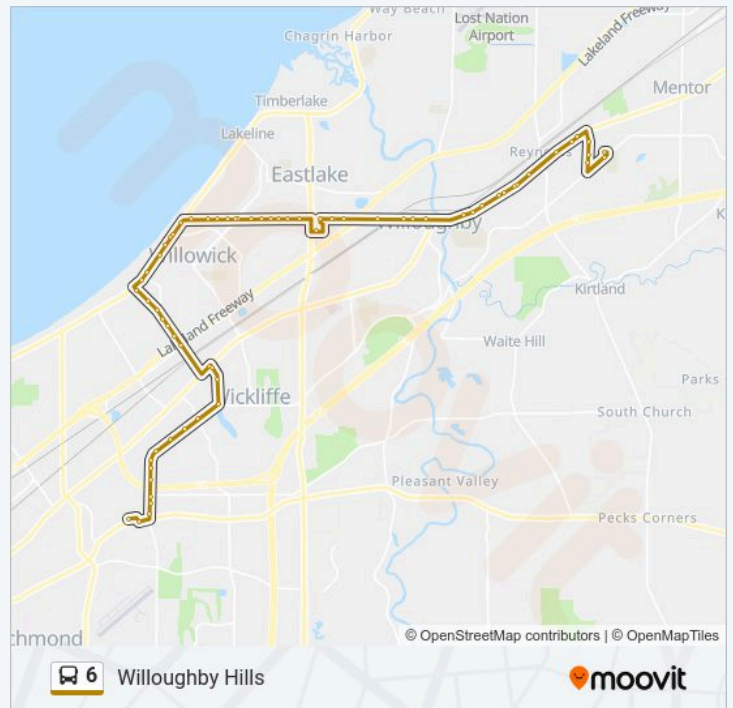 Way Beach
Lost Nation
Airport
Chagrin Harbor
Lakeland Freeway
Mentor
Timberlake
Lakeline
Eastlake
Willoughby
Willowick
Kirtland
Lakeland Freeway
Waite Hill
Wickliffe
Parks
South Church
Pleasant Valley
Pecks Corners
chmond
© OpenStreetMap contributors | © OpenMapTiles
6 Willoughby Hills
moovit